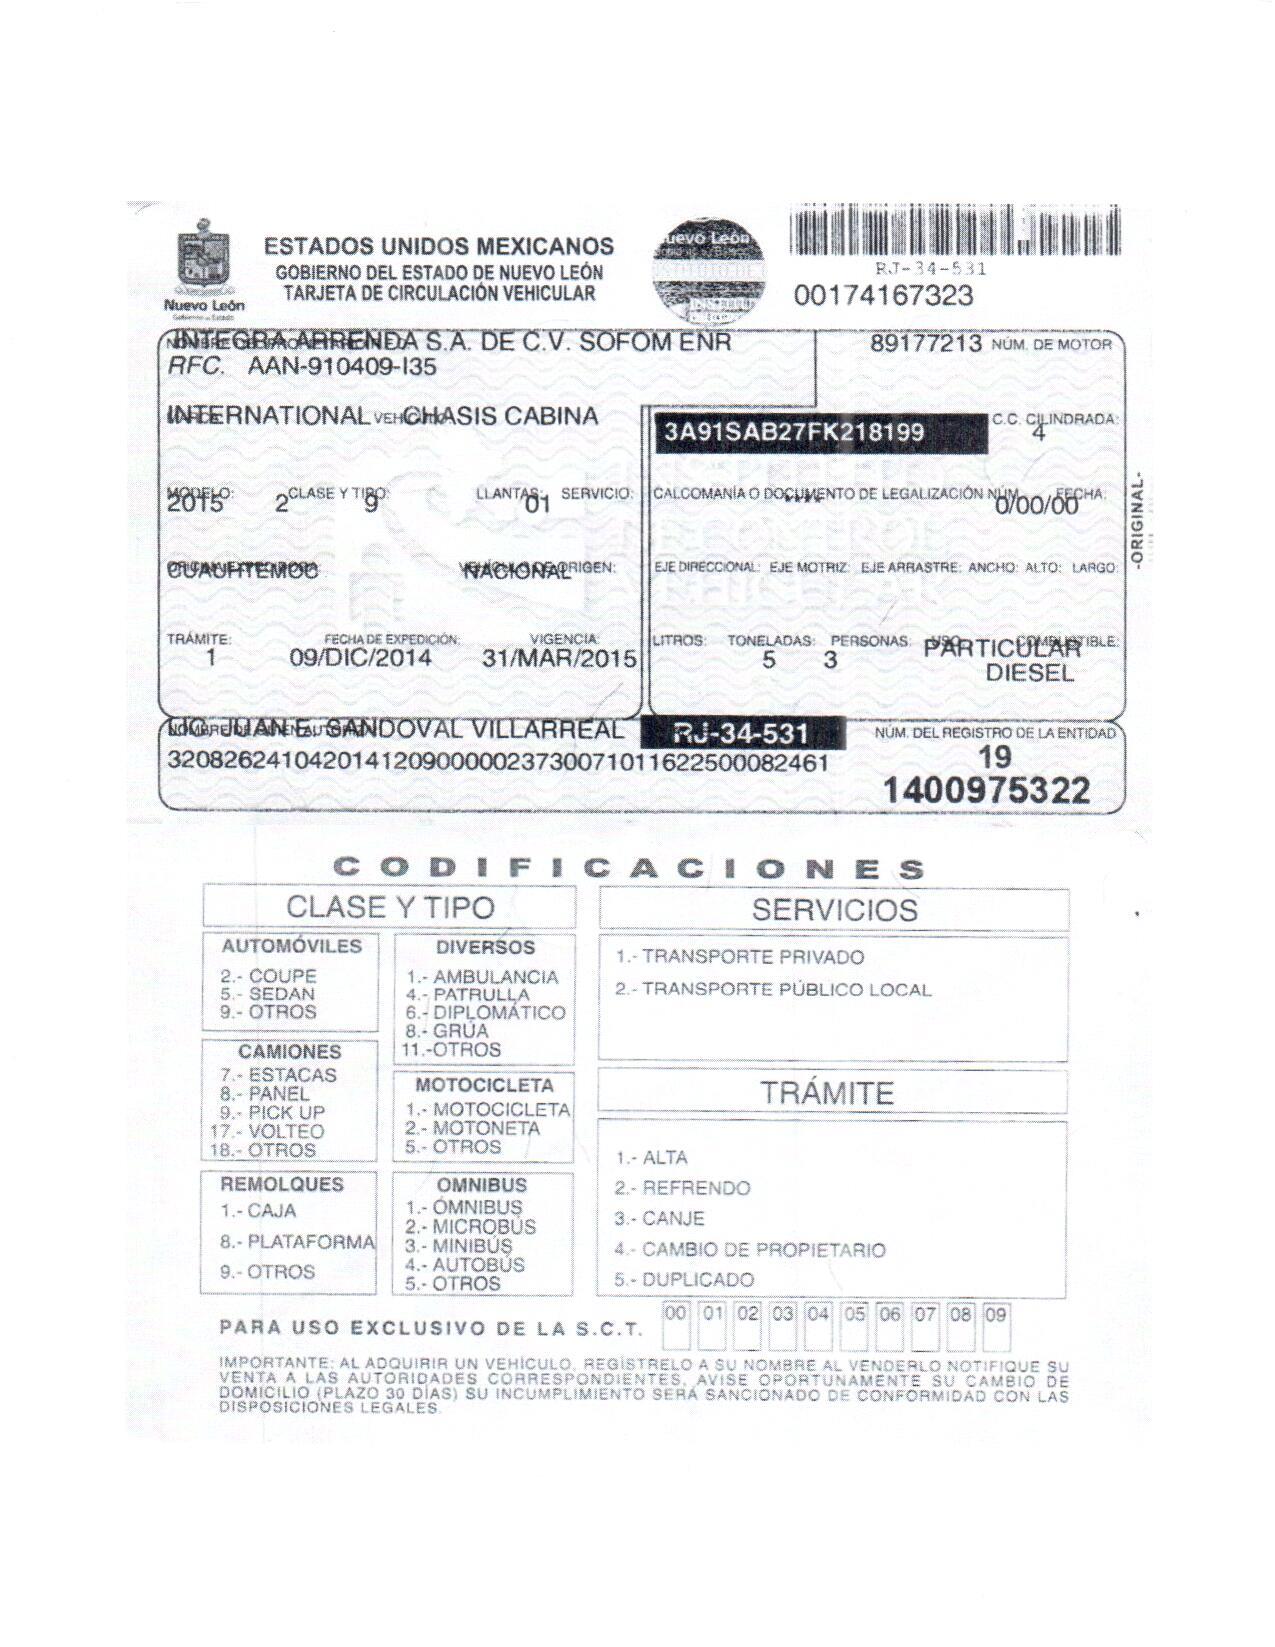 Nuevo León
ESTADOS UNIDOS MEXICANOS
GOBIERNO DEL ESTADO DE NUEVO LEÓN
TARJETA DE CIRCULACIÓN VEHICULAR
RJ-34-531
00174167323
INTEGRA ARRENDA S.A. DE C.V. SOFOM ENR
89177213 NÚM. DE MOTOR
RFC. AAN-910409-I35
INTERNATIONAL CHASIS CABINA
3A91SAB27FK218199
C.C. CILINDRADA:
4
MODELO: CLASE Y TIPO: LLANTAS: SERVICIO:
2015 2 9 01
CALCOMANÍA O DOCUMENTO DE LEGALIZACIÓN NÚM. FECHA:
**** 0/00/00
-ORIGINAL-
CUAUHTEMOC NACIONAL
EJE DIRECCIONAL: EJE MOTRIZ: EJE ARRASTRE: ANCHO: ALTO: LARGO:
TRÁMITE: FECHA DE EXPEDICIÓN: VIGENCIA:
1 09/DIC/2014 31/MAR/2015
LITROS: TONELADAS: PERSONAS: USO: COMBUSTIBLE:
5 3 PARTICULAR
DIESEL
LIC. JUAN E. SANDOVAL VILLARREAL
RJ-34-531
NÚM. DEL REGISTRO DE LA ENTIDAD
32082624104201412090000023730071011622500082461
19
1400975322
CODIFICACIONES
CLASE Y TIPO
AUTOMÓVILES
2.- COUPE
5.- SEDAN
9.- OTROS
CAMIONES
7.- ESTACAS
8.- PANEL
9.- PICK UP
17.- VOLTEO
18.- OTROS
REMOLQUES
1.- CAJA
8.- PLATAFORMA
9.- OTROS
DIVERSOS
1.- AMBULANCIA
4.- PATRULLA
6.- DIPLOMÁTICO
8.- GRÚA
11.-OTROS
MOTOCICLETA
1.- MOTOCICLETA
2.- MOTONETA
5.- OTROS
OMNIBUS
1.- ÓMNIBUS
2.- MICROBÚS
3.- MINIBÚS
4.- AUTOBÚS
5.- OTROS
SERVICIOS
1.- TRANSPORTE PRIVADO
2.- TRANSPORTE PÚBLICO LOCAL
TRÁMITE
1.- ALTA
2.- REFRENDO
3.- CANJE
4.- CAMBIO DE PROPIETARIO
5.- DUPLICADO
PARA USO EXCLUSIVO DE LA S.C.T. 00 01 02 03 04 05 06 07 08 09
IMPORTANTE: AL ADQUIRIR UN VEHÍCULO, REGÍSTRELO A SU NOMBRE AL VENDERLO NOTIFIQUE SU
VENTA A LAS AUTORIDADES CORRESPONDIENTES, AVISE OPORTUNAMENTE SU CAMBIO DE
DOMICILIO (PLAZO 30 DÍAS) SU INCUMPLIMIENTO SERÁ SANCIONADO DE CONFORMIDAD CON LAS
DISPOSICIONES LEGALES.